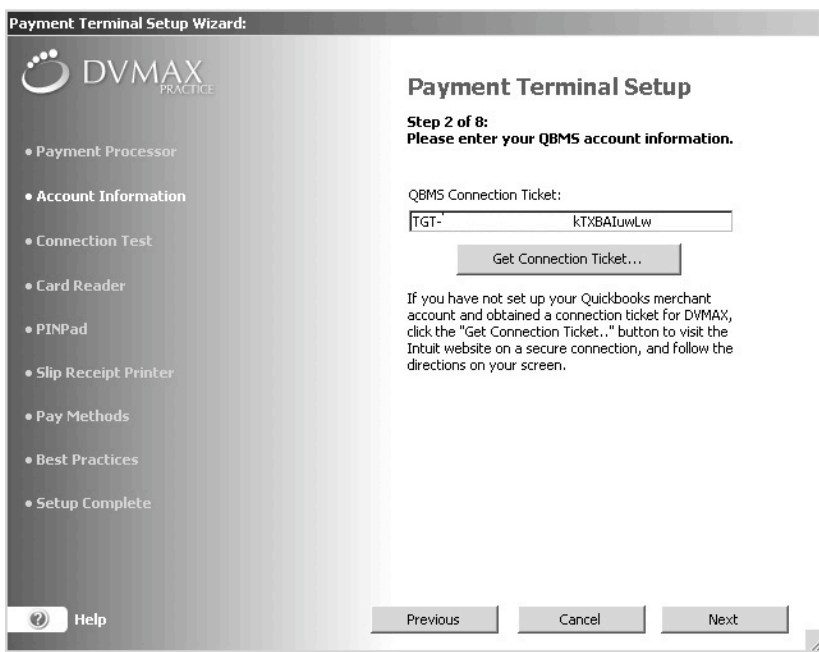 Payment Terminal Setup Wizard:
DVMAX
PRACTICE
• Payment Processor
• Account Information
• Connection Test
• Card Reader
• PINPad
• Slip Receipt Printer
• Pay Methods
• Best Practices
• Setup Complete
? Help
Payment Terminal Setup
Step 2 of 8:
Please enter your QBMS account information.
QBMS Connection Ticket:
TGT-' kTXBAIuwLw
Get Connection Ticket...
If you have not set up your Quickbooks merchant
account and obtained a connection ticket for DVMAX,
click the "Get Connection Ticket.." button to visit the
Intuit website on a secure connection, and follow the
directions on your screen.
Previous Cancel Next